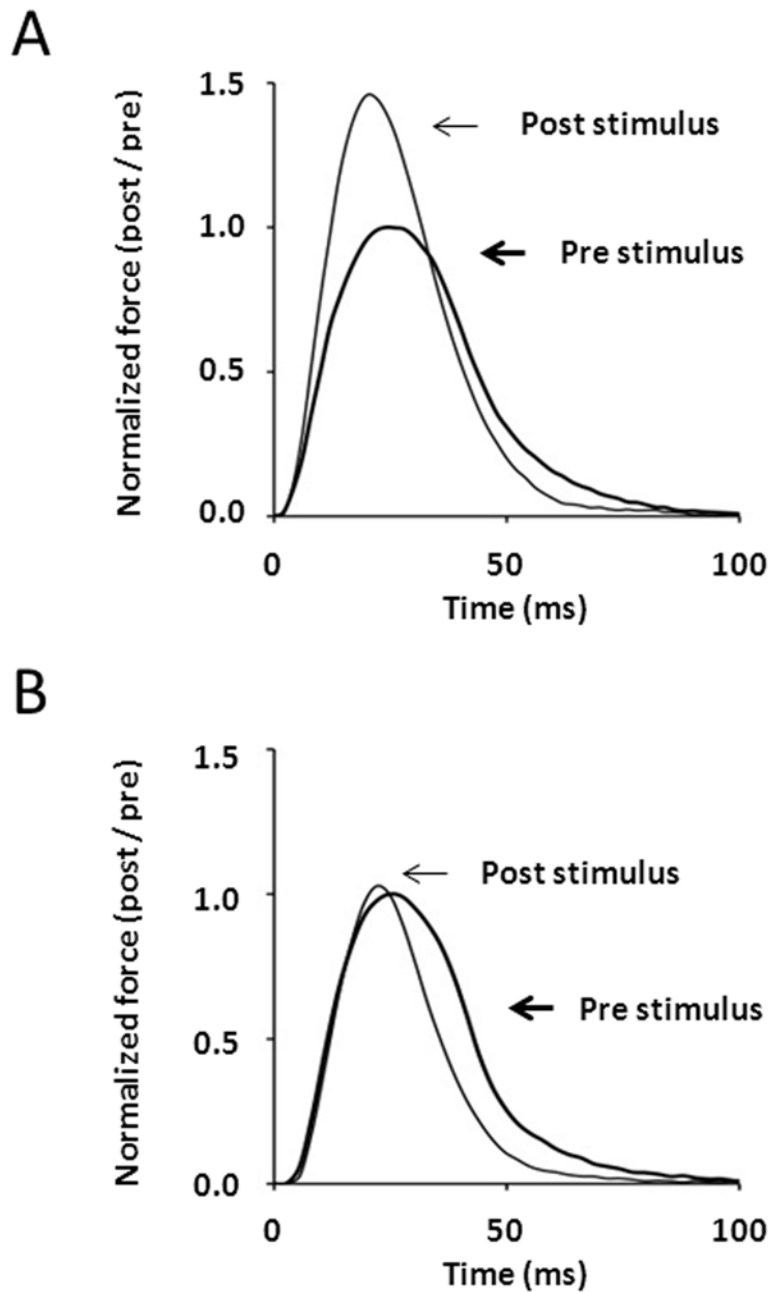 A
Normalized force (post / pre)
1.5
1.0
0.5
0.0
Post stimulus
Pre stimulus
0
50
100
Time (ms)
B
Normalized force (post / pre)
1.5
1.0
0.5
0.0
Post stimulus
Pre stimulus
0
50
100
Time (ms)